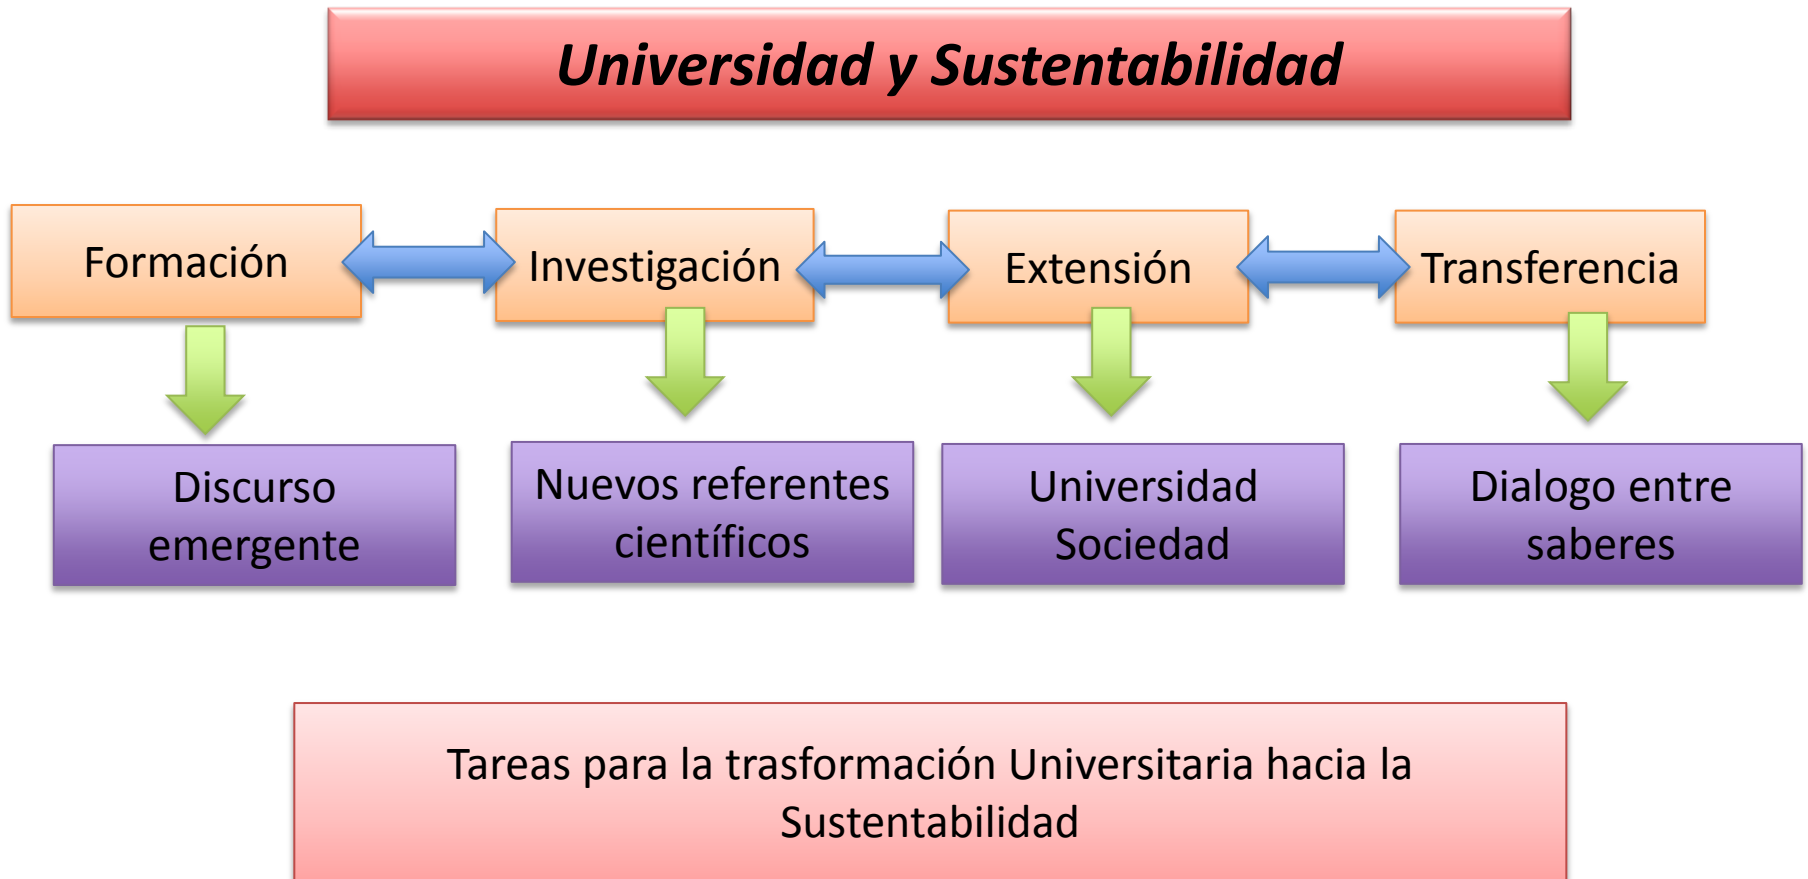 Universidad y Sustentabilidad
Formación
Investigación
Extensión
Transferencia
Discurso
emergente
Nuevos referentes
científicos
Universidad
Sociedad
Dialogo entre
saberes
Tareas para la trasformación Universitaria hacia la
Sustentabilidad